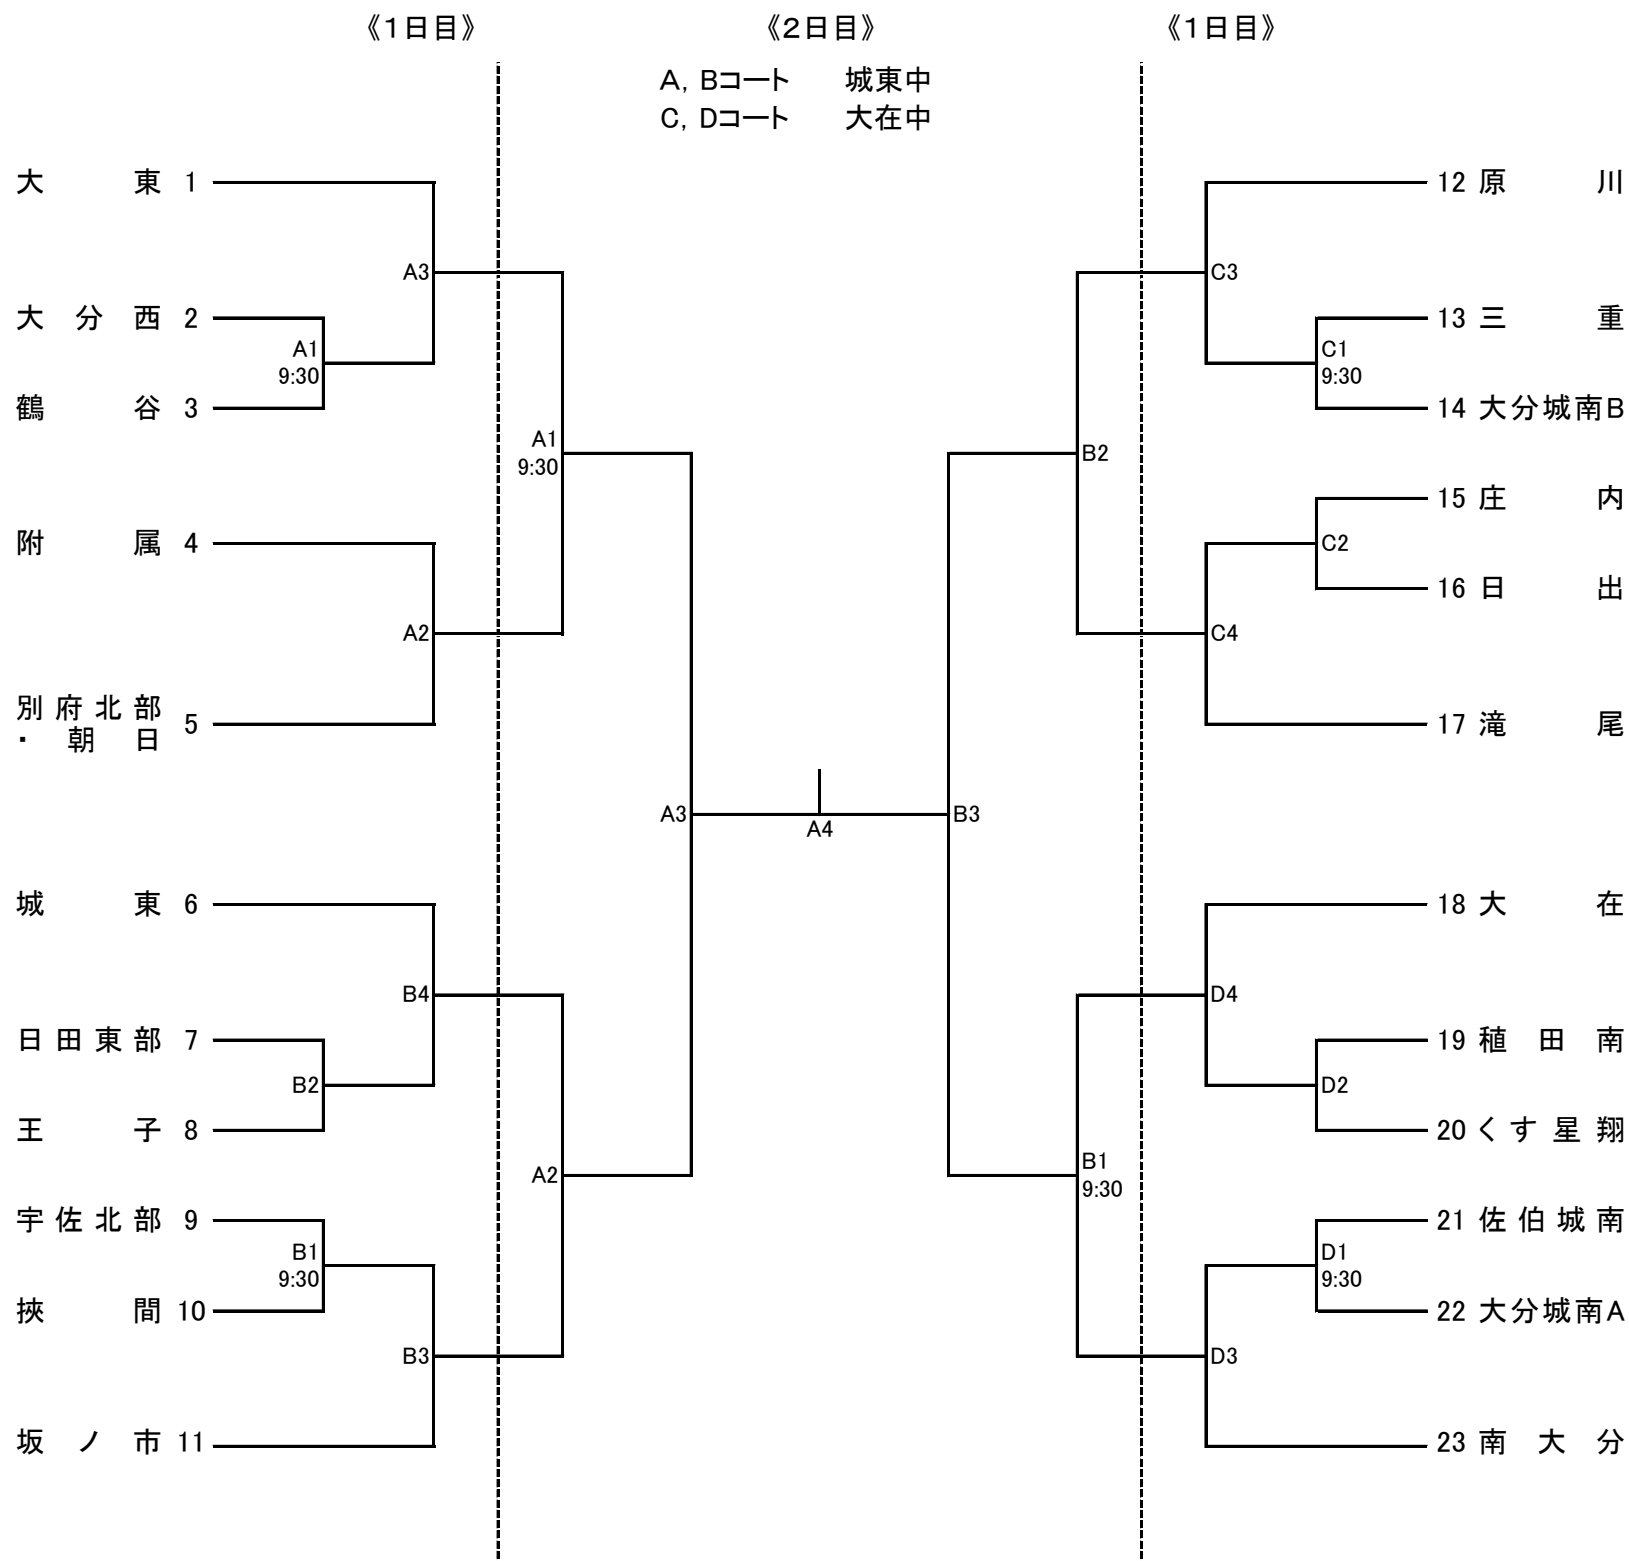 《1日目》 《2日目》 《1日目》
A, Bコート 城東中
C, Dコート 大在中
大東 1
12 原川
A3
C3
大分西 2
13 三重
A1
9:30
C1
9:30
鶴谷 3
14 大分城南B
A1
9:30
B2
15 庄内
附属 4
C2
16 日出
A2
C4
別府北部
・朝日 5
17 滝尾
A3
A4
B3
城東 6
18 大在
B4
D4
日田東部 7
19 稙田南
B2
D2
王子 8
20 くす星翔
A2
B1
9:30
宇佐北部 9
21 佐伯城南
B1
9:30
D1
9:30
挾間 10
22 大分城南A
B3
D3
坂ノ市 11
23 南大分